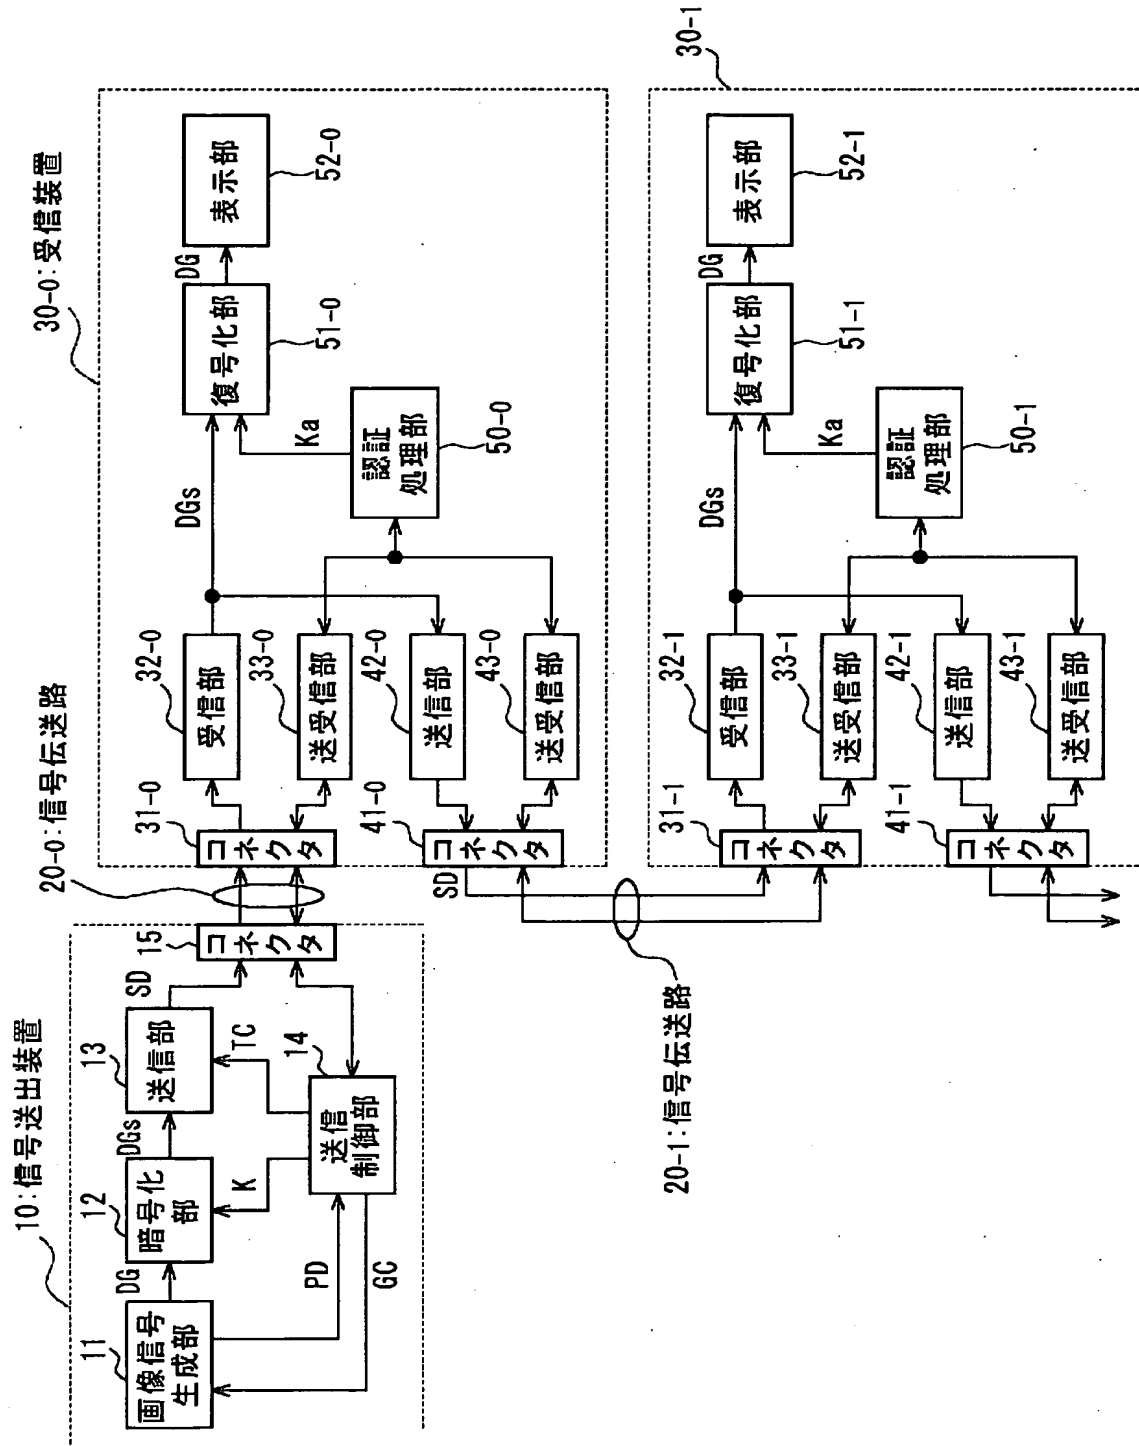 10:信号送出装置
11
画像信号
生成部
DG
12
暗号化
部
DGs
13
送信部
SD
K
TC
PD
GC
14
送信
制御部
15
コネクタ
20-0:信号伝送路
30-0:受信装置
31-0
コネクタ
32-0
受信部
33-0
送受信部
41-0
コネクタ
42-0
送信部
43-0
送受信部
DGs
Ka
50-0
認証
処理部
復号化部
51-0
DG
表示部
52-0
SD
20-1:信号伝送路
30-1
31-1
コネクタ
32-1
受信部
33-1
送受信部
41-1
コネクタ
42-1
送信部
43-1
送受信部
DGs
Ka
50-1
認証
処理部
復号化部
51-1
DG
表示部
52-1